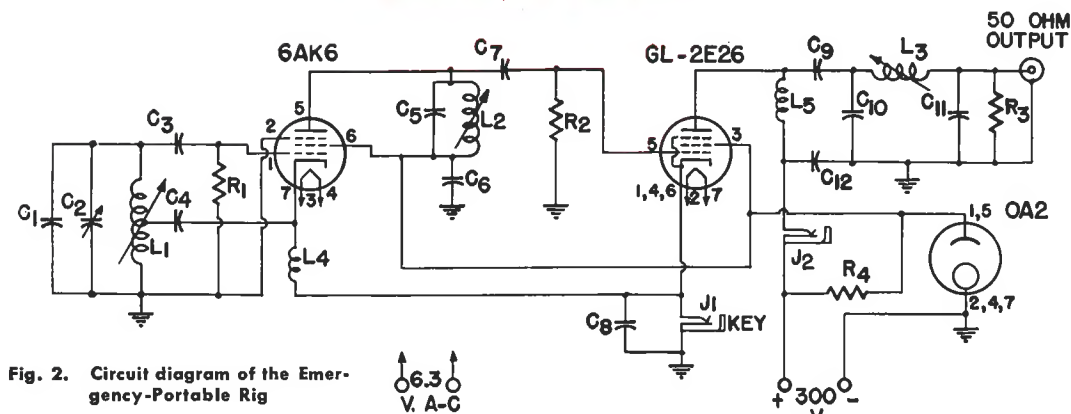 50 OHM
OUTPUT
6AK6
GL-2E26
C7
C9
L3
5
C5
L2
R2
L5
C10
C11
R3
C3
2
1
6
5
3
C1
C2
L1
C4
R1
7
3
4
C6
1,4,6
2
7
C12
L4
J2
R4
1,5
OA2
2,4,7
C8
J1
KEY
Fig. 2. Circuit diagram of the Emer-
gency-Portable Rig
6.3
V. A-C
+ 300 -
V.